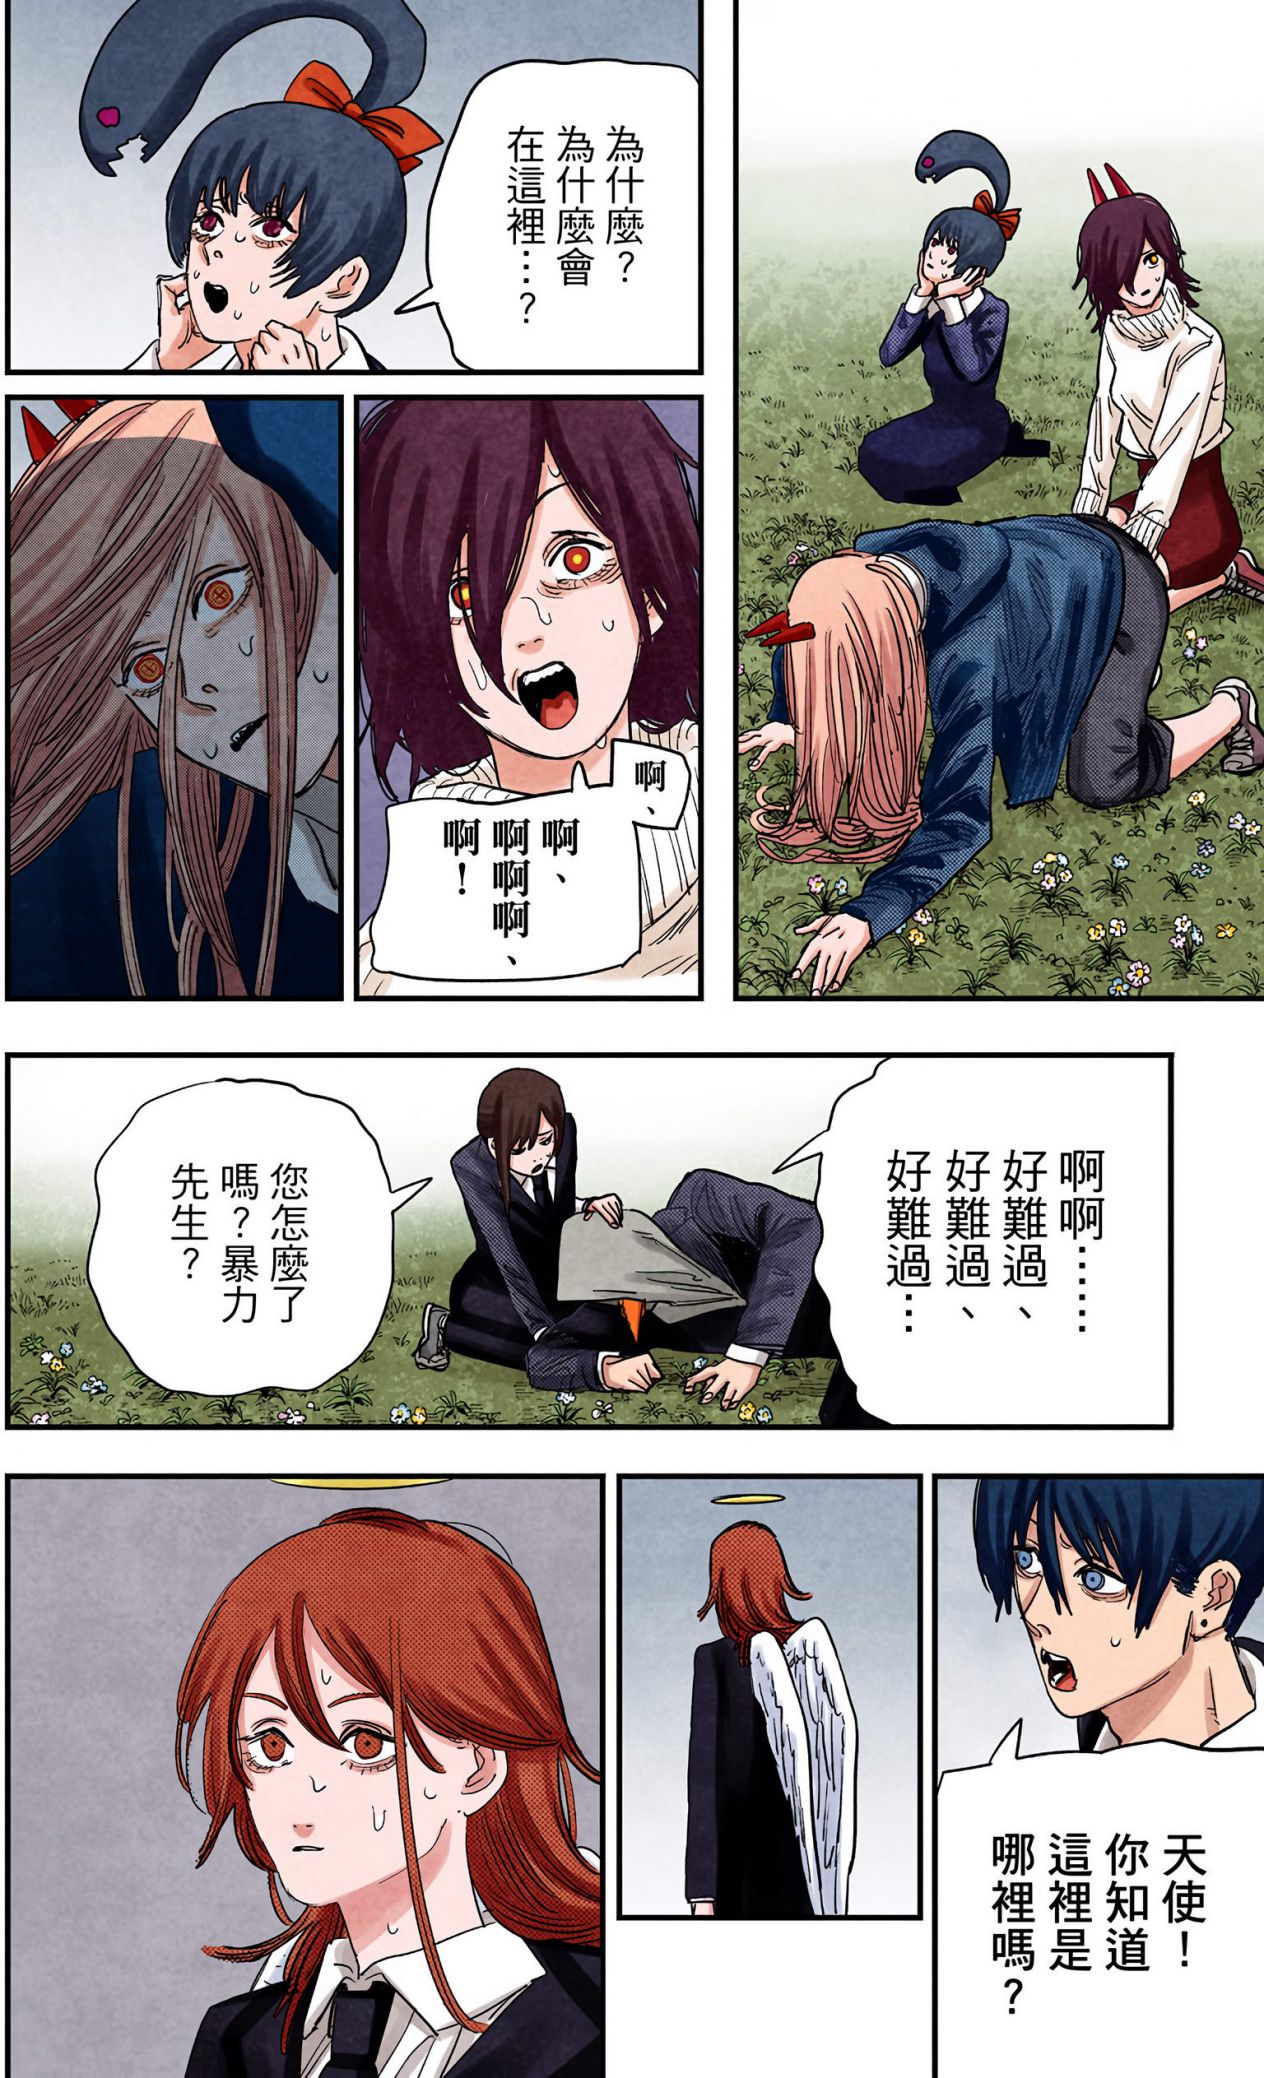 為什麼？
為什麼會
在這裡…？
啊、
啊、
啊啊啊、
啊！
啊啊……
好難過、
好難過、
好難過…
您怎麼了
嗎？暴力
先生？
天使！
你知道
這裡是
哪裡嗎？